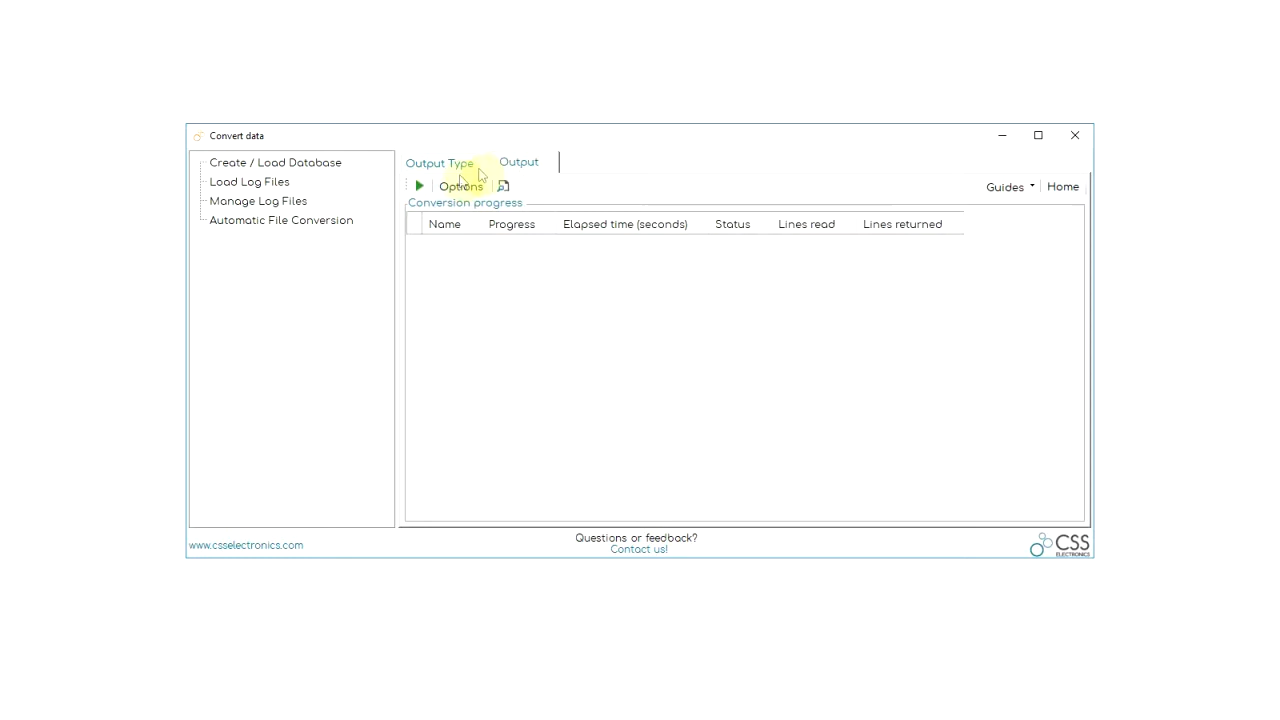 Convert data
Create / Load Database
Load Log Files
Manage Log Files
Automatic File Conversion
Output Type
Output
Options
Guides
Home
Conversion progress
Name
Progress
Elapsed time (seconds)
Status
Lines read
Lines returned
www.csselectronics.com
Questions or feedback?
Contact us!
CSS
ELECTRONICS